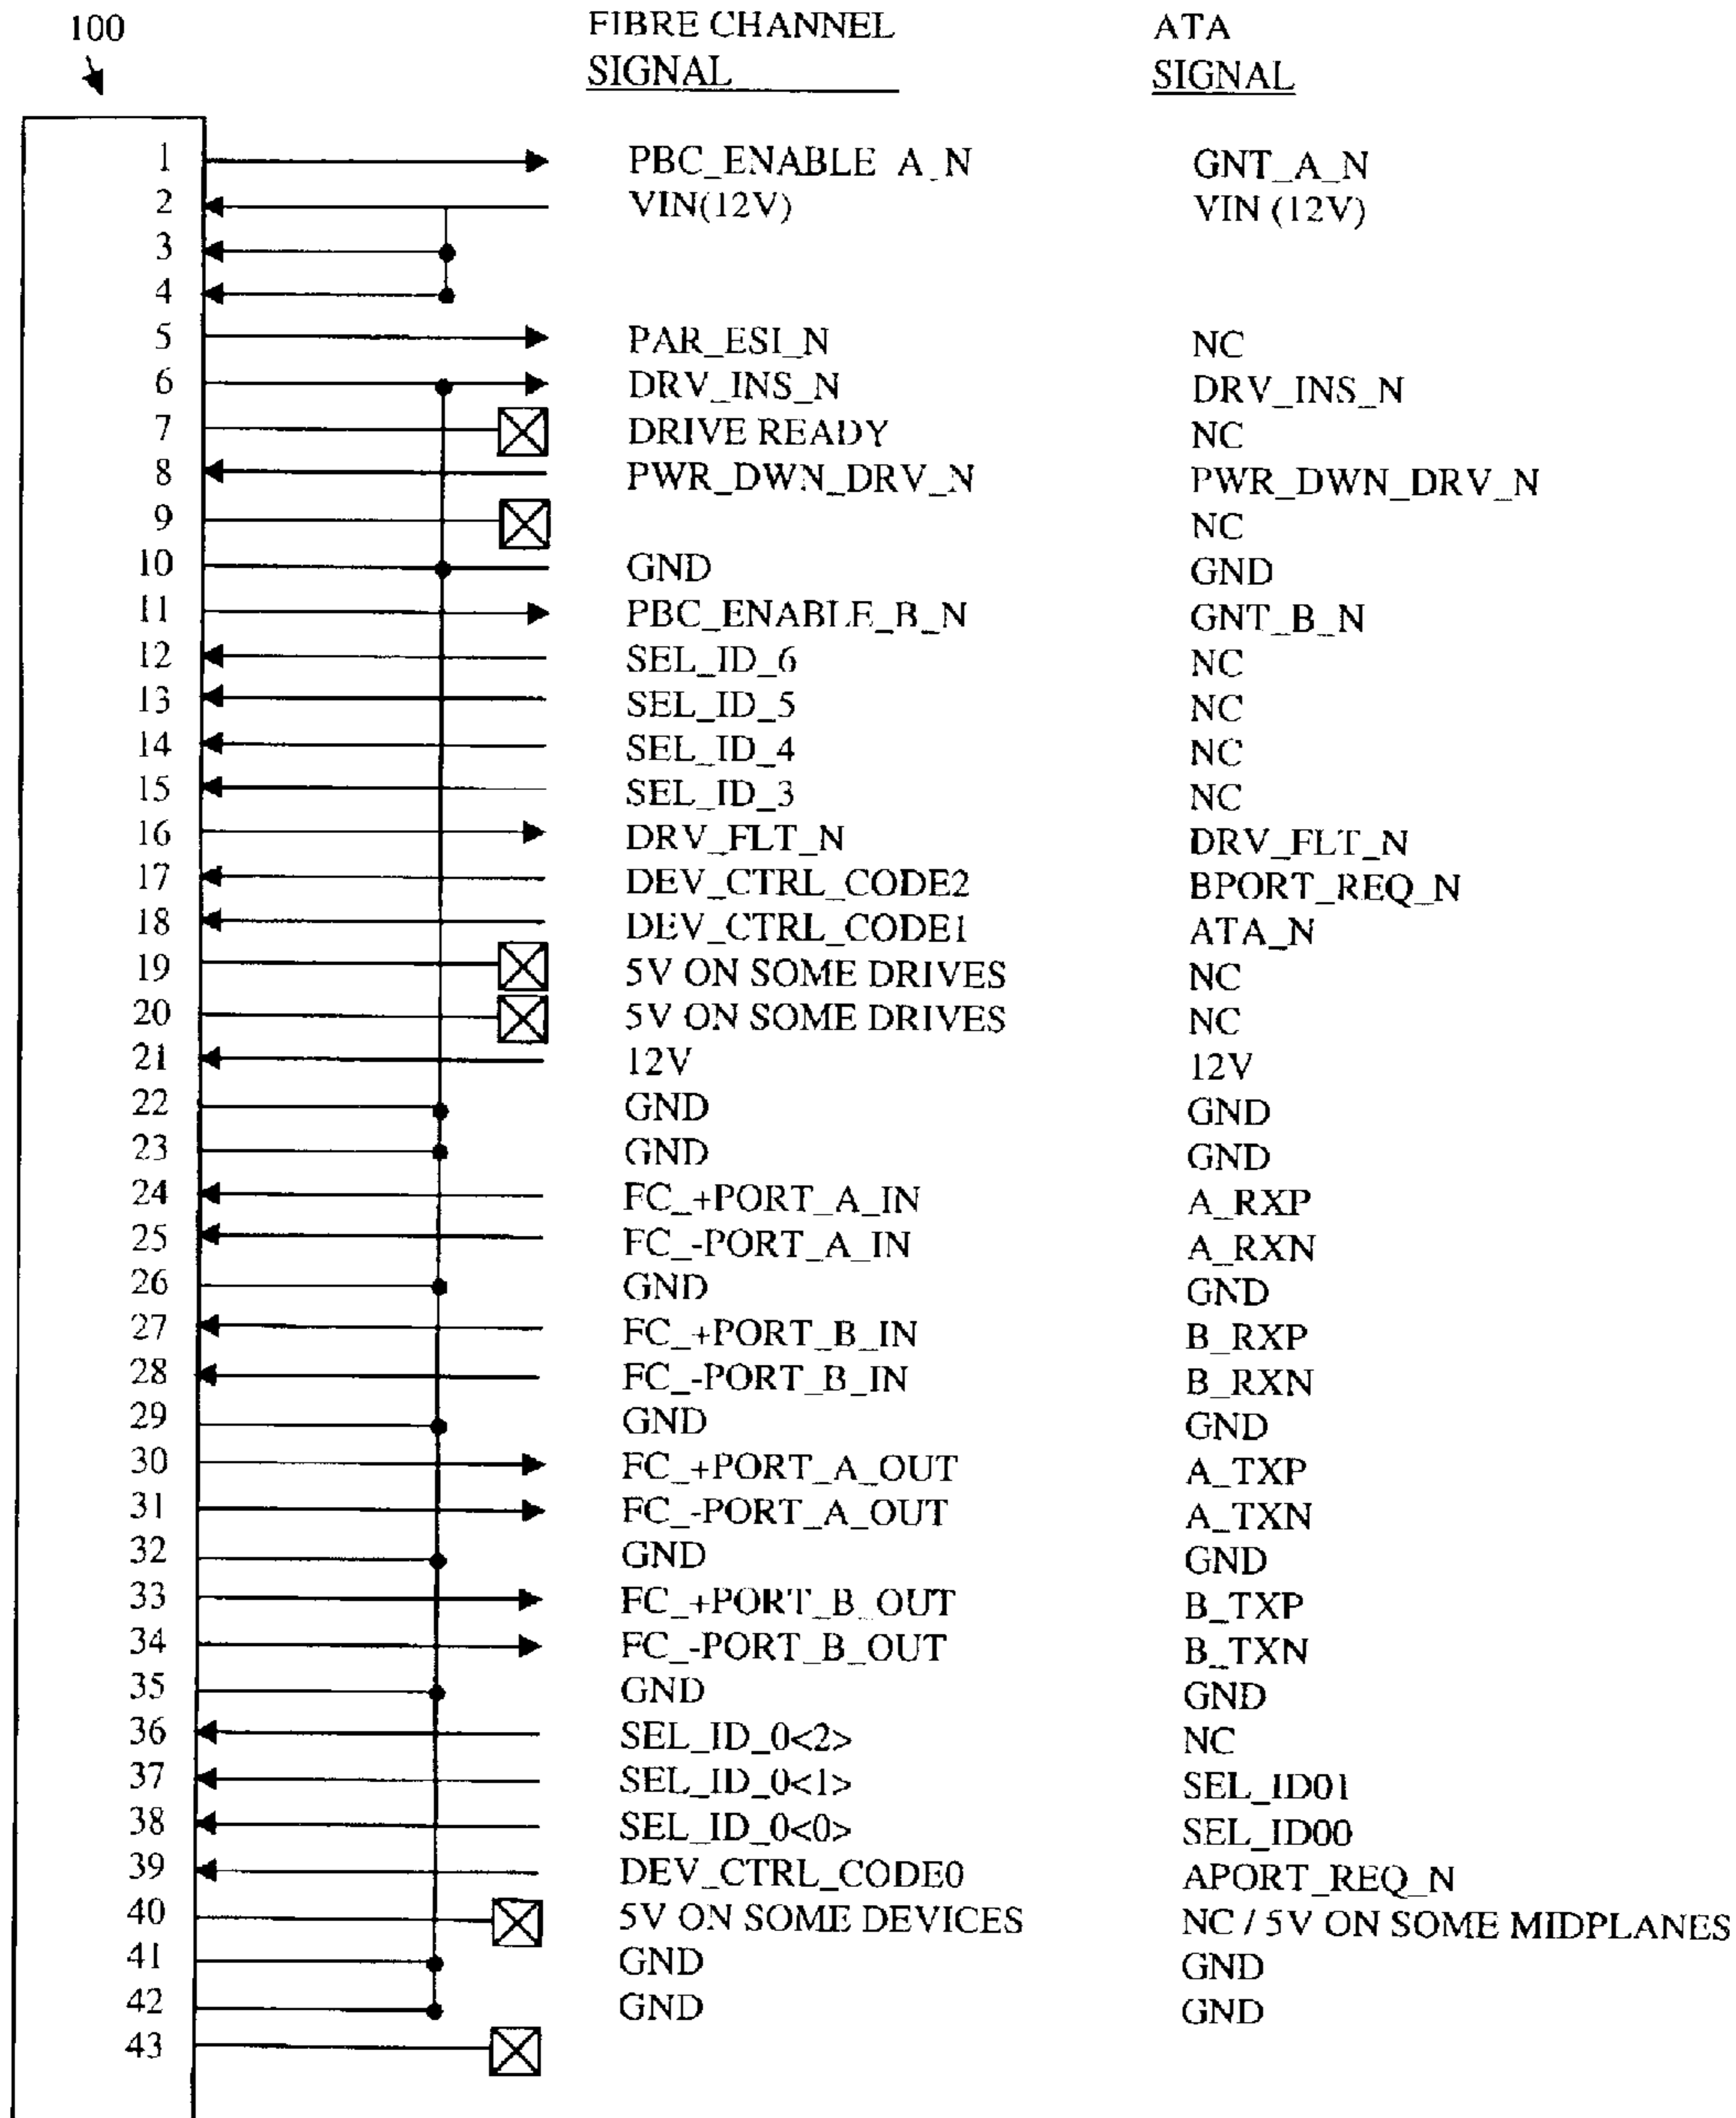 100 FIBRE CHANNEL ATA
SIGNAL SIGNAL
1 PBC_ENABLE_A_N GNT_A_N
2 VIN(12V) VIN (12V)
3
4
5 PAR_ESI_N NC
6 DRV_INS_N DRV_INS_N
7 DRIVE READY NC
8 PWR_DWN_DRV_N PWR_DWN_DRV_N
9 NC
10 GND GND
11 PBC_ENABLE_B_N GNT_B_N
12 SEL_ID_6 NC
13 SEL_ID_5 NC
14 SEL_ID_4 NC
15 SEL_ID_3 NC
16 DRV_FLT_N DRV_FLT_N
17 DEV_CTRL_CODE2 BPORT_REQ_N
18 DEV_CTRL_CODE1 ATA_N
19 5V ON SOME DRIVES NC
20 5V ON SOME DRIVES NC
21 12V 12V
22 GND GND
23 GND GND
24 FC_+PORT_A_IN A_RXP
25 FC_-PORT_A_IN A_RXN
26 GND GND
27 FC_+PORT_B_IN B_RXP
28 FC_-PORT_B_IN B_RXN
29 GND GND
30 FC_+PORT_A_OUT A_TXP
31 FC_-PORT_A_OUT A_TXN
32 GND GND
33 FC_+PORT_B_OUT B_TXP
34 FC_-PORT_B_OUT B_TXN
35 GND GND
36 SEL_ID_0<2> NC
37 SEL_ID_0<1> SEL_ID01
38 SEL_ID_0<0> SEL_ID00
39 DEV_CTRL_CODE0 APORT_REQ_N
40 5V ON SOME DEVICES NC / 5V ON SOME MIDPLANES
41 GND GND
42 GND GND
43